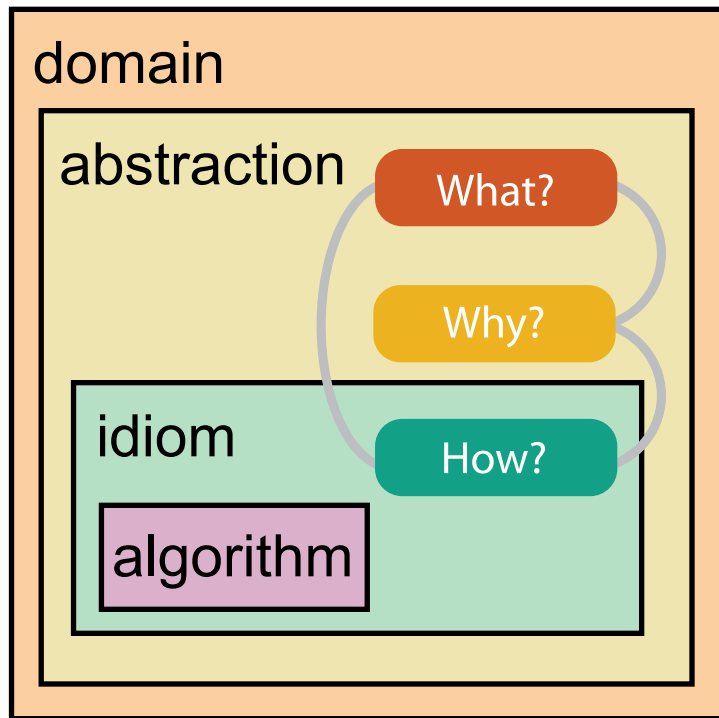 domain
abstraction
What?
Why?
idiom
How?
algorithm